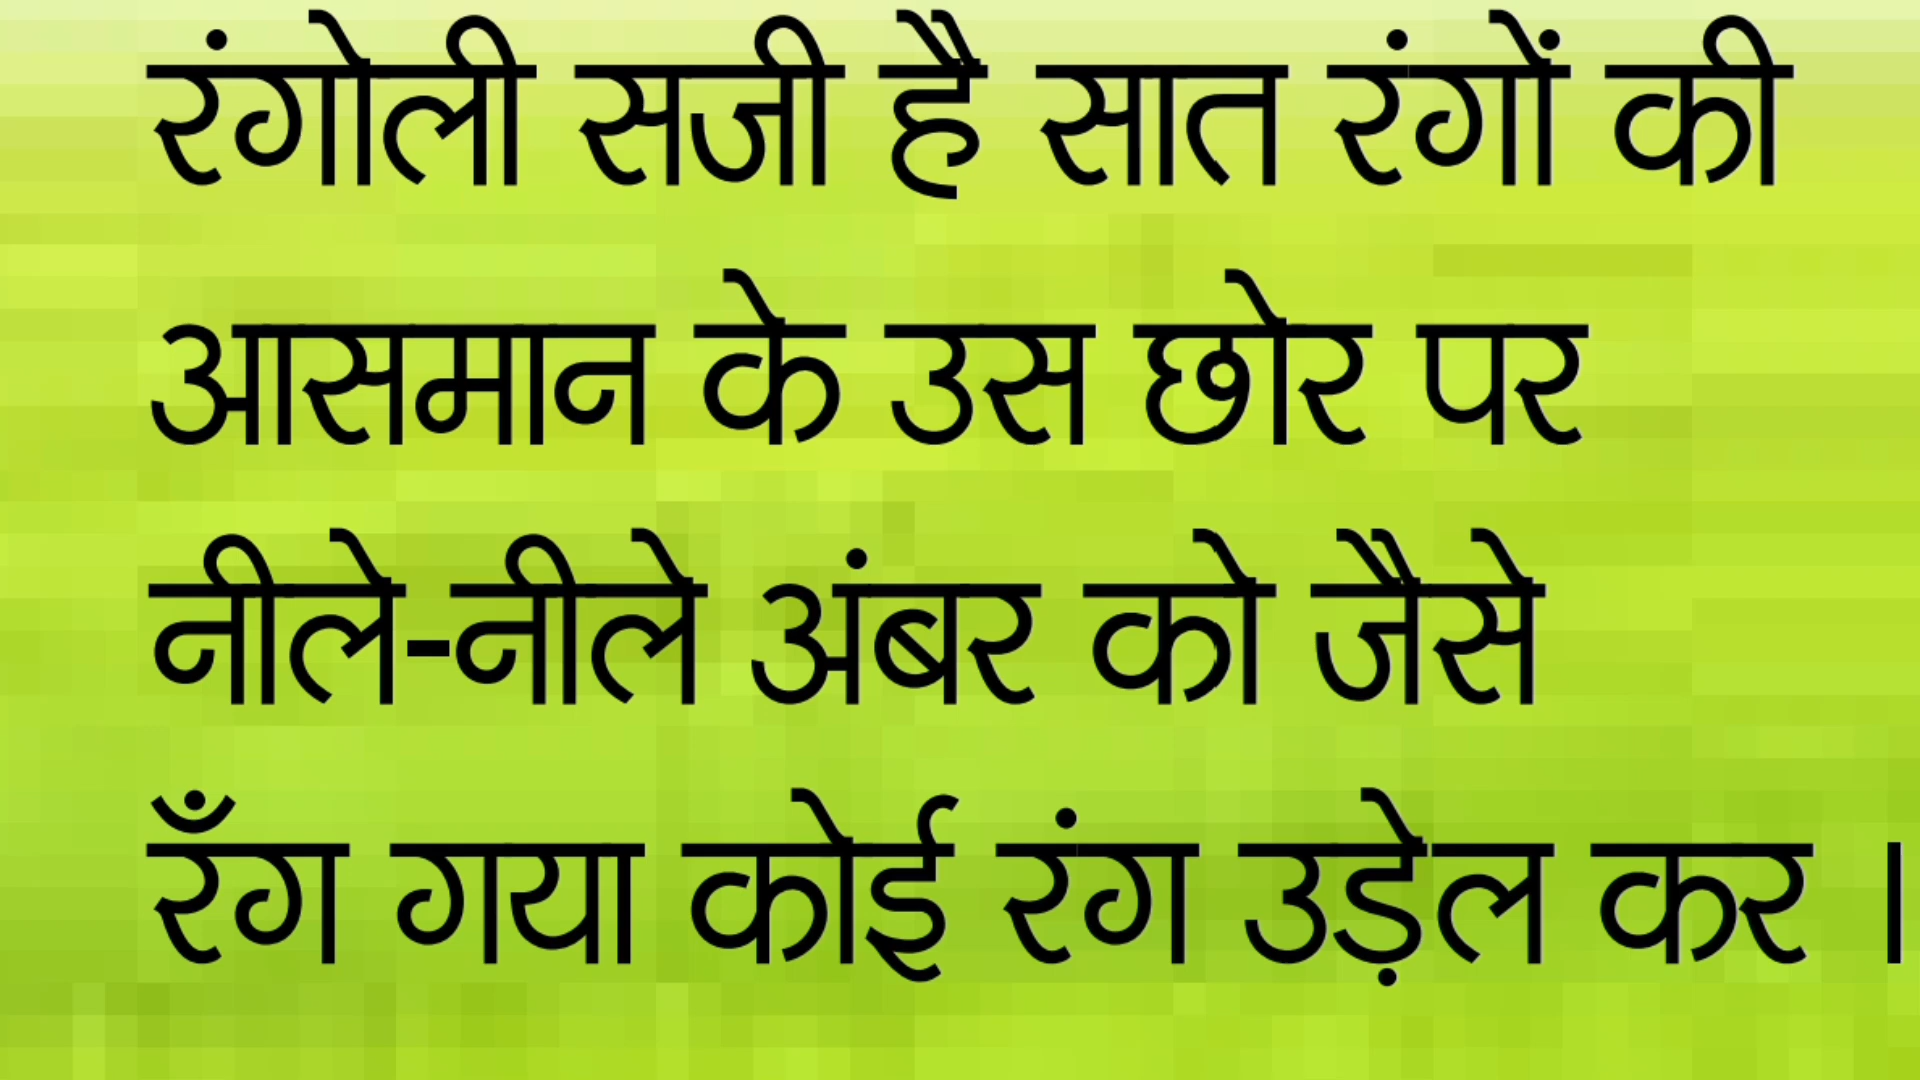 रंगोली सजी है सात रंगों की
आसमान के उस छोर पर
नीले-नीले अंबर को जैसे
रँग गया कोई रंग उड़ेल कर ।